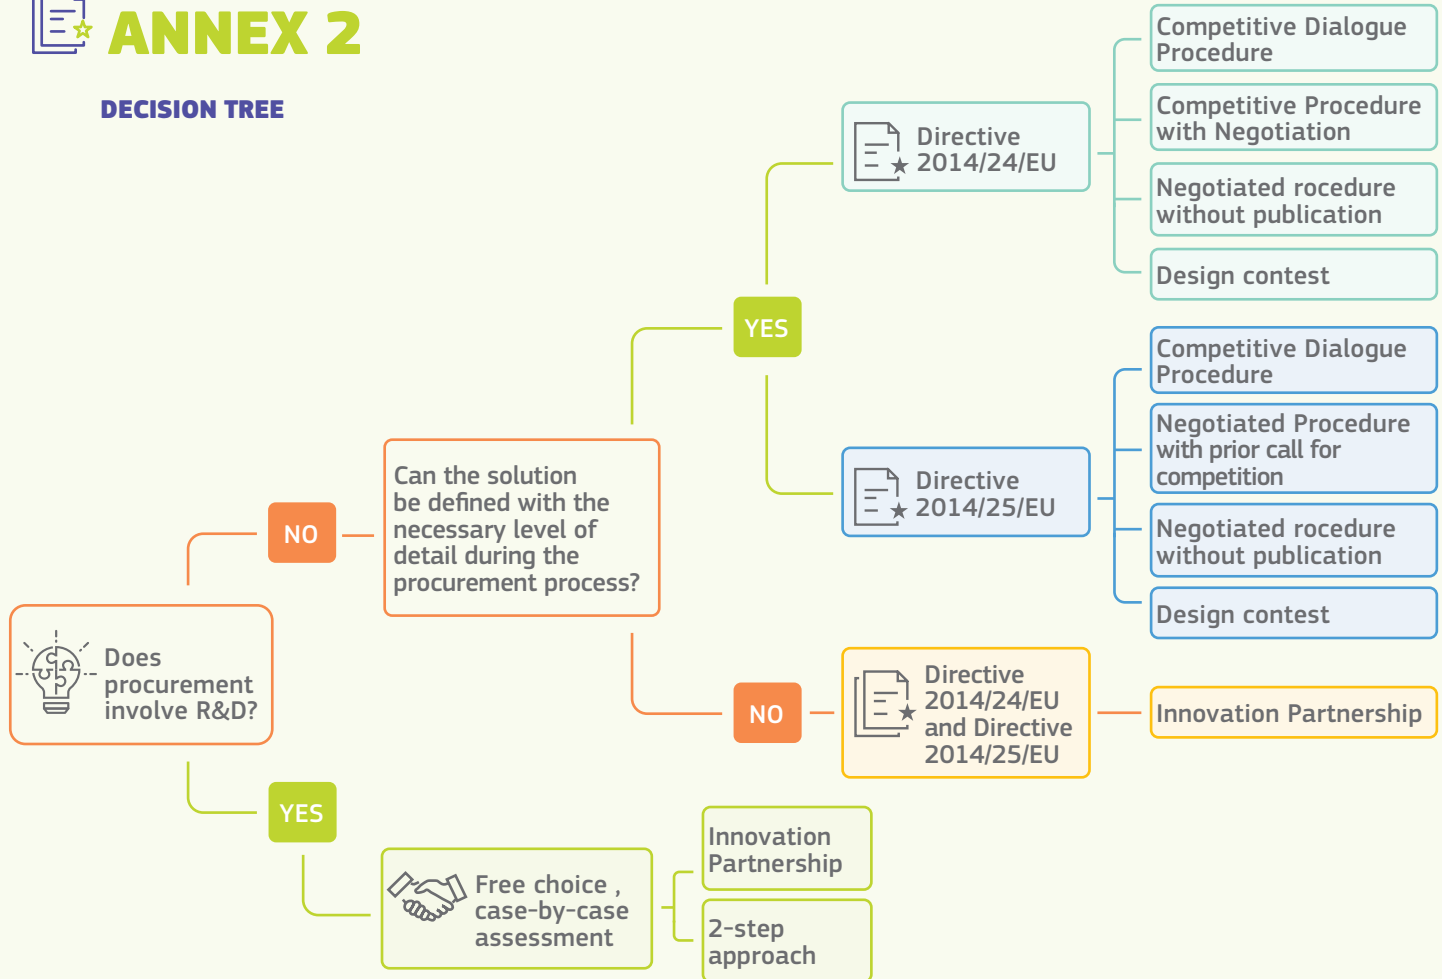 ANNEX 2
DECISION TREE
Does
procurement
involve R&D?
NO
Can the solution
be defined with the
necessary level of
detail during the
procurement process?
YES
Directive
2014/24/EU
Competitive Dialogue
Procedure
Competitive Procedure
with Negotiation
Negotiated rocedure
without publication
Design contest
Directive
2014/25/EU
Competitive Dialogue
Procedure
Negotiated Procedure
with prior call for
competition
Negotiated rocedure
without publication
Design contest
NO
Directive
2014/24/EU
and Directive
2014/25/EU
Innovation Partnership
YES
Free choice ,
case-by-case
assessment
Innovation
Partnership
2-step
approach